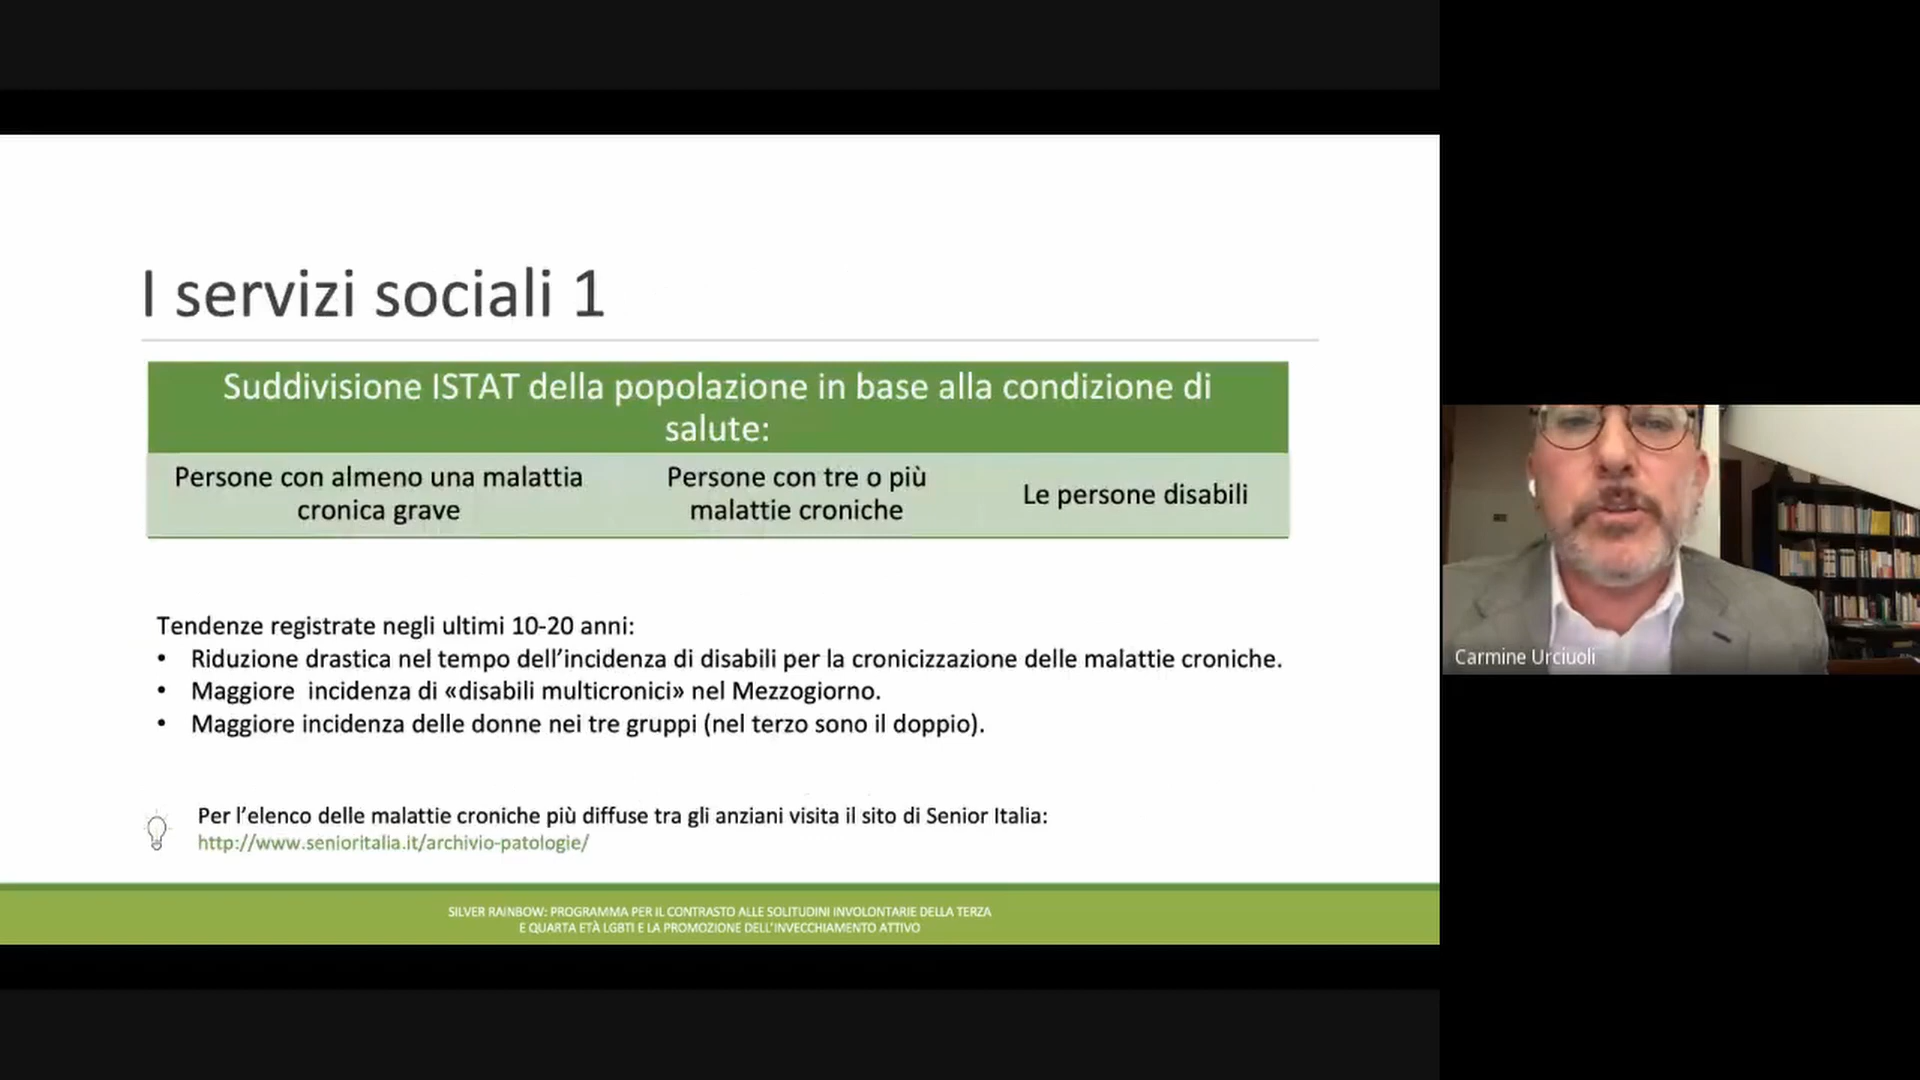 I servizi sociali 1
Suddivisione ISTAT della popolazione in base alla condizione di
salute:
Persone con almeno una malattia
cronica grave
Persone con tre o più
malattie croniche
Le persone disabili
Tendenze registrate negli ultimi 10-20 anni:
• Riduzione drastica nel tempo dell’incidenza di disabili per la cronicizzazione delle malattie croniche.
• Maggiore incidenza di «disabili multicronici» nel Mezzogiorno.
• Maggiore incidenza delle donne nei tre gruppi (nel terzo sono il doppio).
Per l’elenco delle malattie croniche più diffuse tra gli anziani visita il sito di Senior Italia:
http://www.senioritalia.it/archivio-patologie/
SILVER RAINBOW: PROGRAMMA PER IL CONTRASTO ALLE SOLITUDINI INVOLONTARIE DELLA TERZA
E QUARTA ETÀ LGBTI E LA PROMOZIONE DELL’INVECCHIAMENTO ATTIVO
Carmine Urciuoli